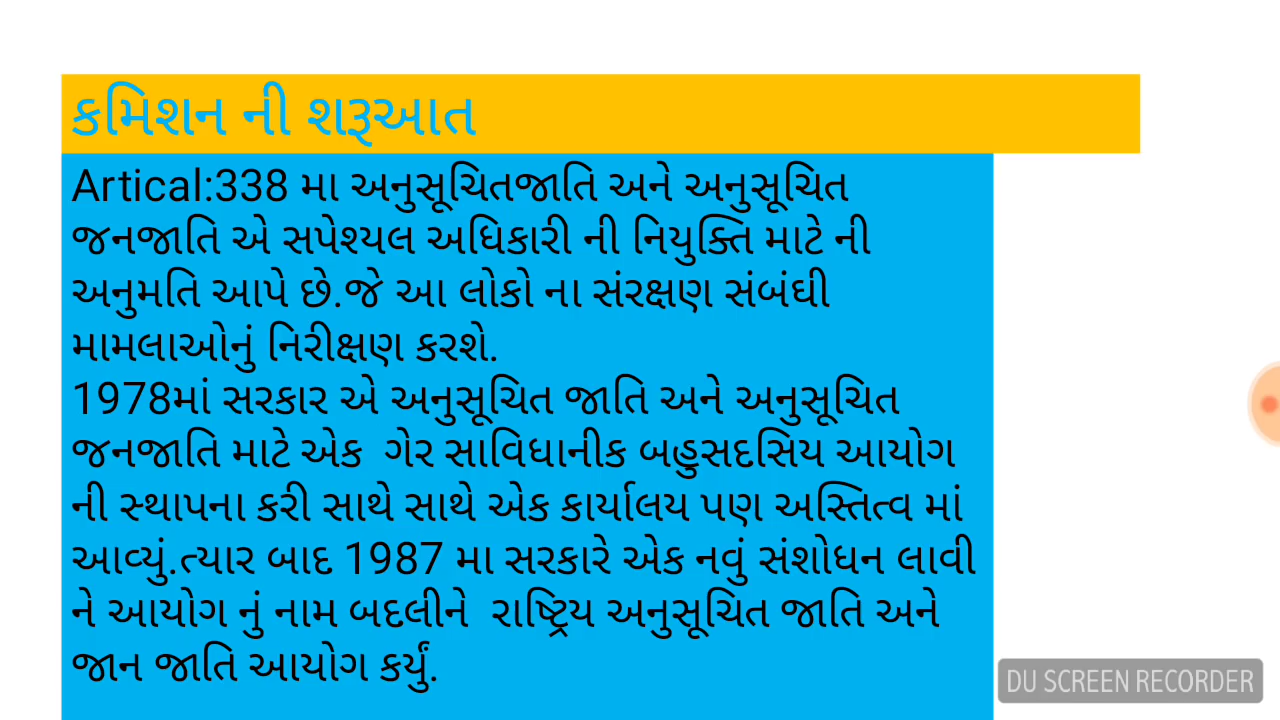 કમિશન ની શરૂઆત
Artical:338 મા અનુસૂચિતજાતિ અને અનુસૂચિત
જનજાતિ એ સપેશ્યલ અધિકારી ની નિયુક્તિ માટે ની
અનુમતિ આપે છે.જે આ લોકો ના સંરક્ષણ સંબંઘી
મામલાઓનું નિરીક્ષણ કરશે.
1978માં સરકાર એ અનુસૂચિત જાતિ અને અનુસૂચિત
જનજાતિ માટે એક ગેર સાવિધાનીક બહુસદસિય આયોગ
ની સ્થાપના કરી સાથે સાથે એક કાર્યાલય પણ અસ્તિત્વ માં
આવ્યું.ત્યાર બાદ 1987 મા સરકારે એક નવું સંશોધન લાવી
ને આયોગ નું નામ બદલીને રાષ્ટ્રિય અનુસૂચિત જાતિ અને
જાન જાતિ આયોગ કર્યું.
DU SCREEN RECORDER